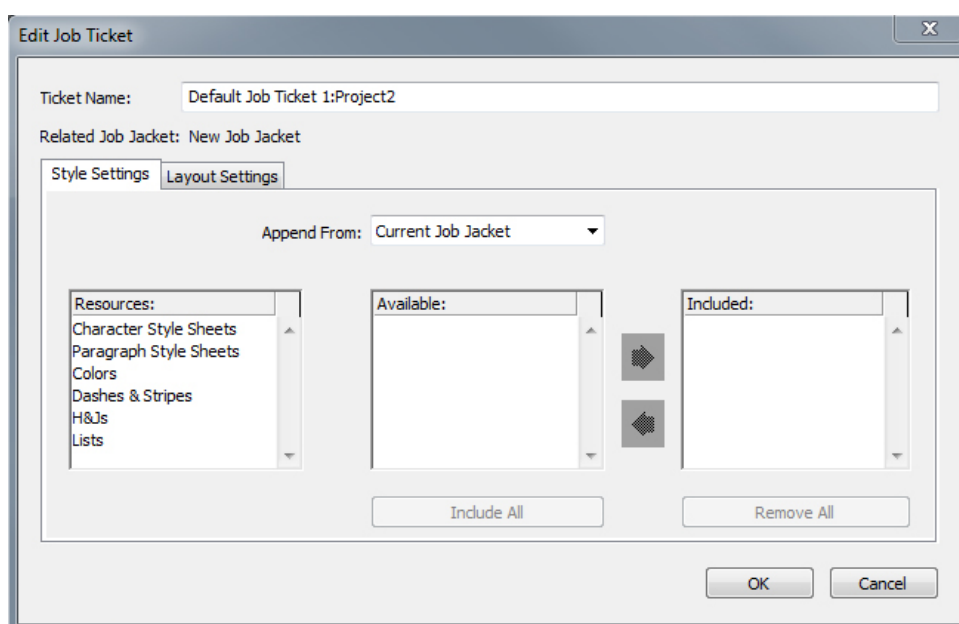 Edit Job Ticket
Ticket Name: Default Job Ticket 1:Project2
Related Job Jacket: New Job Jacket
Style Settings Layout Settings
Append From: Current Job Jacket
Resources: Available: Included:
Character Style Sheets
Paragraph Style Sheets
Colors
Dashes & Stripes
H&Js
Lists
Include All Remove All
OK Cancel